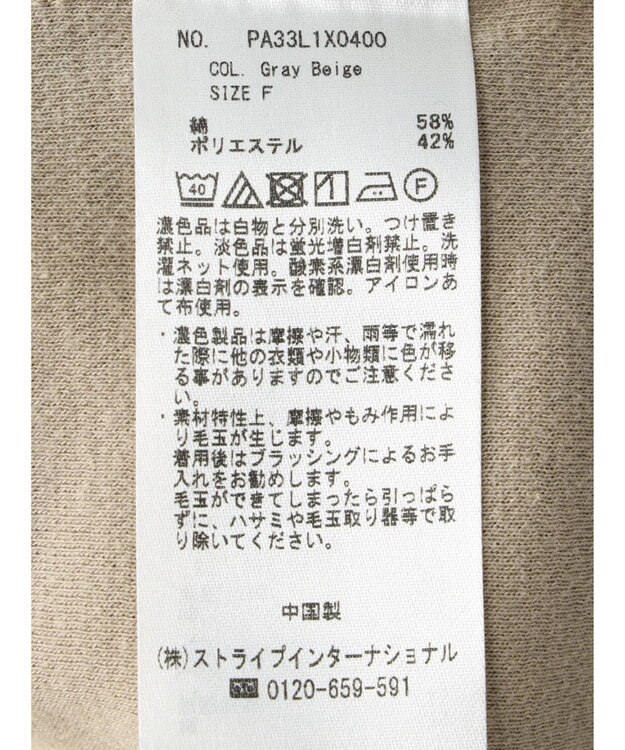 NO. PA33L1X0400
COL. Gray Beige
SIZE F
綿 58%
ポリエステル 42%
40 F
濃色品は白物と分別洗い。つけ置き
禁止。淡色品は蛍光増白剤禁止。洗
濯ネット使用。酸素系漂白剤使用時
は漂白剤の表示を確認。アイロンあ
て布使用。
・濃色製品は摩擦や汗、雨等で濡れ
た際に他の衣類や小物類に色が移
る事がありますのでご注意くださ
い。
・素材特性上、摩擦やもみ作用によ
り毛玉が生じます。
着用後はブラッシングによるお手
入れをお勧めします。
毛玉ができてしまったら引っぱら
ずに、ハサミや毛玉取り器等で取
り除いてください。
中国製
(株)ストライプインターナショナル
0120-659-591